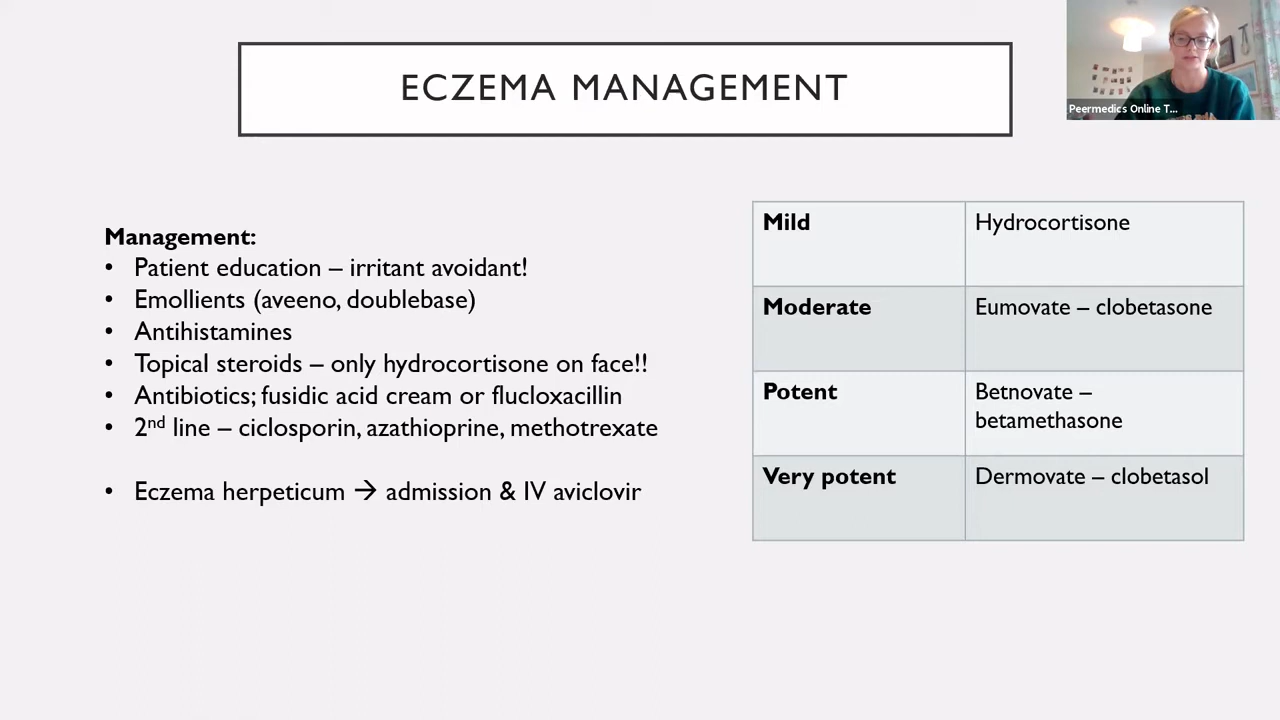 ECZEMA MANAGEMENT
Peermedics Online T...
Management:
• Patient education – irritant avoidant!
• Emollients (aveeno, doublebase)
• Antihistamines
• Topical steroids – only hydrocortisone on face!!
• Antibiotics; fusidic acid cream or flucloxacillin
• 2nd line – ciclosporin, azathioprine, methotrexate
• Eczema herpeticum → admission & IV aviclovir
Mild Hydrocortisone
Moderate Eumovate – clobetasone
Potent Betnovate –
betamethasone
Very potent Dermovate – clobetasol